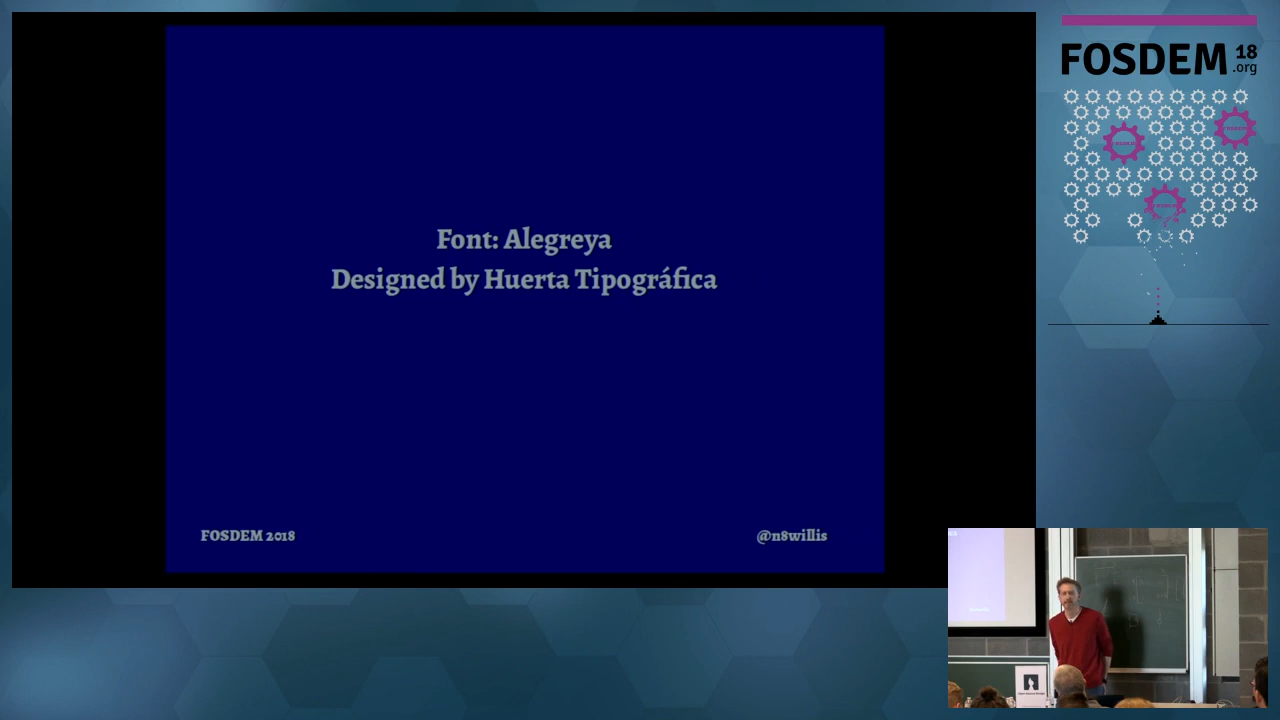 Font: Alegreya
Designed by Huerta Tipográfica
FOSDEM 2018
@n8willis
FOSDEM 18
.org